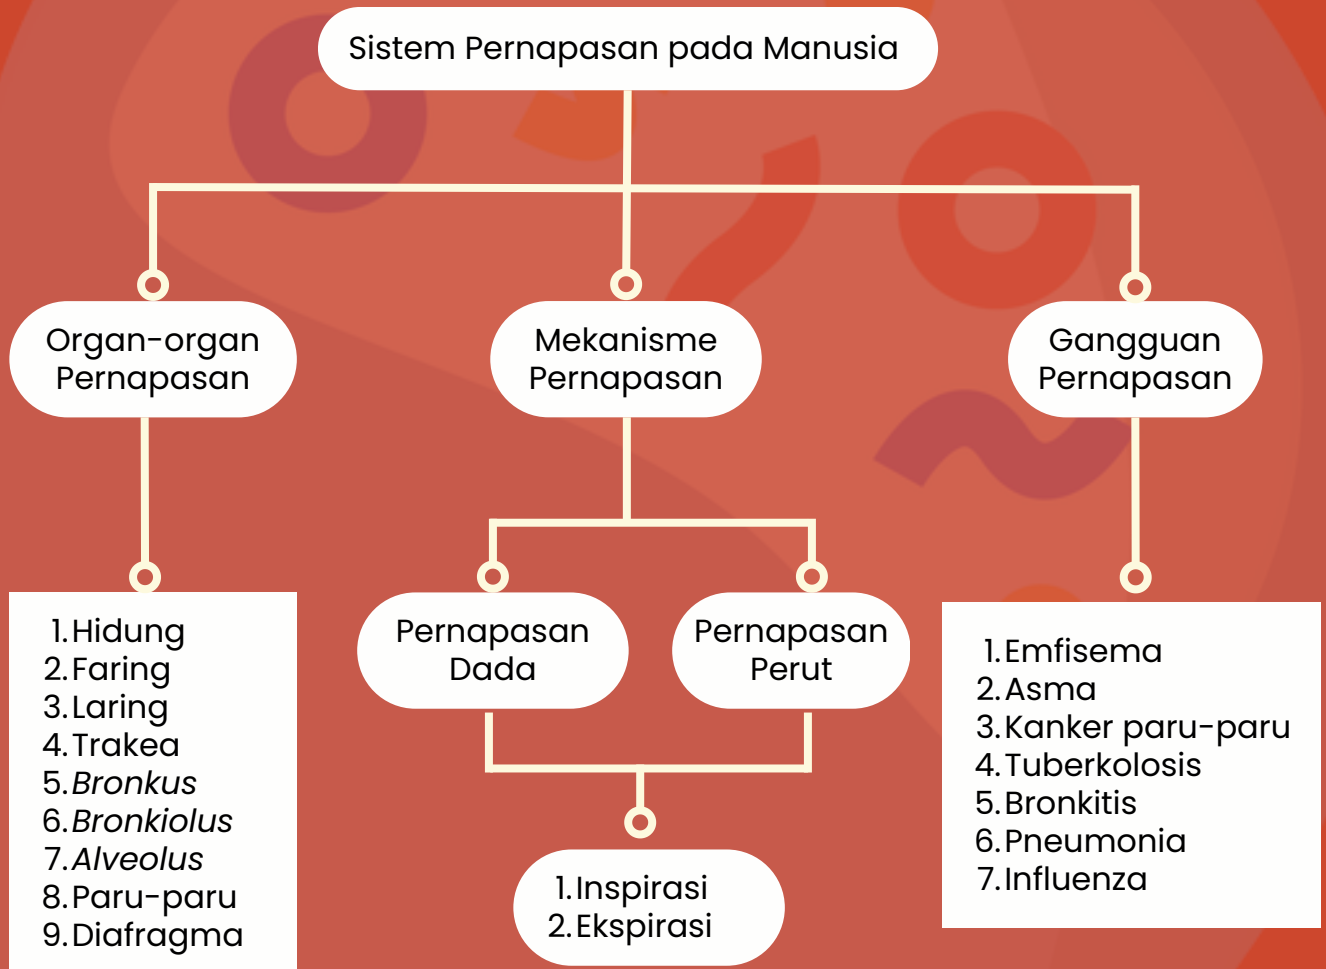 Sistem Pernapasan pada Manusia
Organ-organ
Pernapasan
Mekanisme
Pernapasan
Gangguan
Pernapasan
1. Hidung
2. Faring
3. Laring
4. Trakea
5. Bronkus
6. Bronkiolus
7. Alveolus
8. Paru-paru
9. Diafragma
Pernapasan
Dada
Pernapasan
Perut
1. Inspirasi
2. Ekspirasi
1. Emfisema
2. Asma
3. Kanker paru-paru
4. Tuberkolosis
5. Bronkitis
6. Pneumonia
7. Influenza